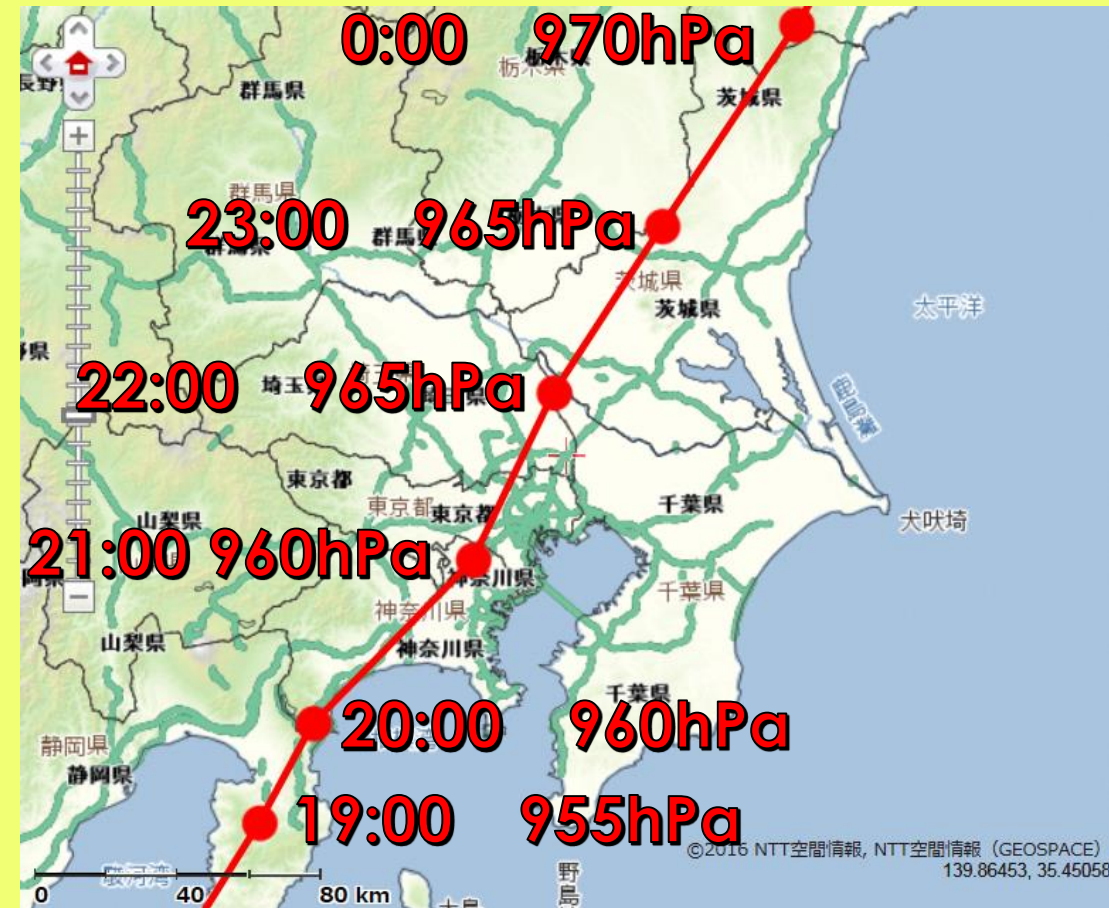 0:00 970hPa
栃木県
栃木県
茨城県
群馬県
群馬県
23:00 965hPa
群馬県
茨城県
茨城県
太平洋
鹿島灘
22:00 965hPa
東京都
東京都
東京都
千葉県
山梨県
犬吠埼
21:00 960hPa
神奈川県
千葉県
神奈川県
山梨県
神奈川県
千葉県
20:00 960hPa
静岡県
静岡県
19:00 955hPa
©2016 NTT空間情報, NTT空間情報（GEOSPACE）
139.86453, 35.45058
駿河湾
0 40 80 km